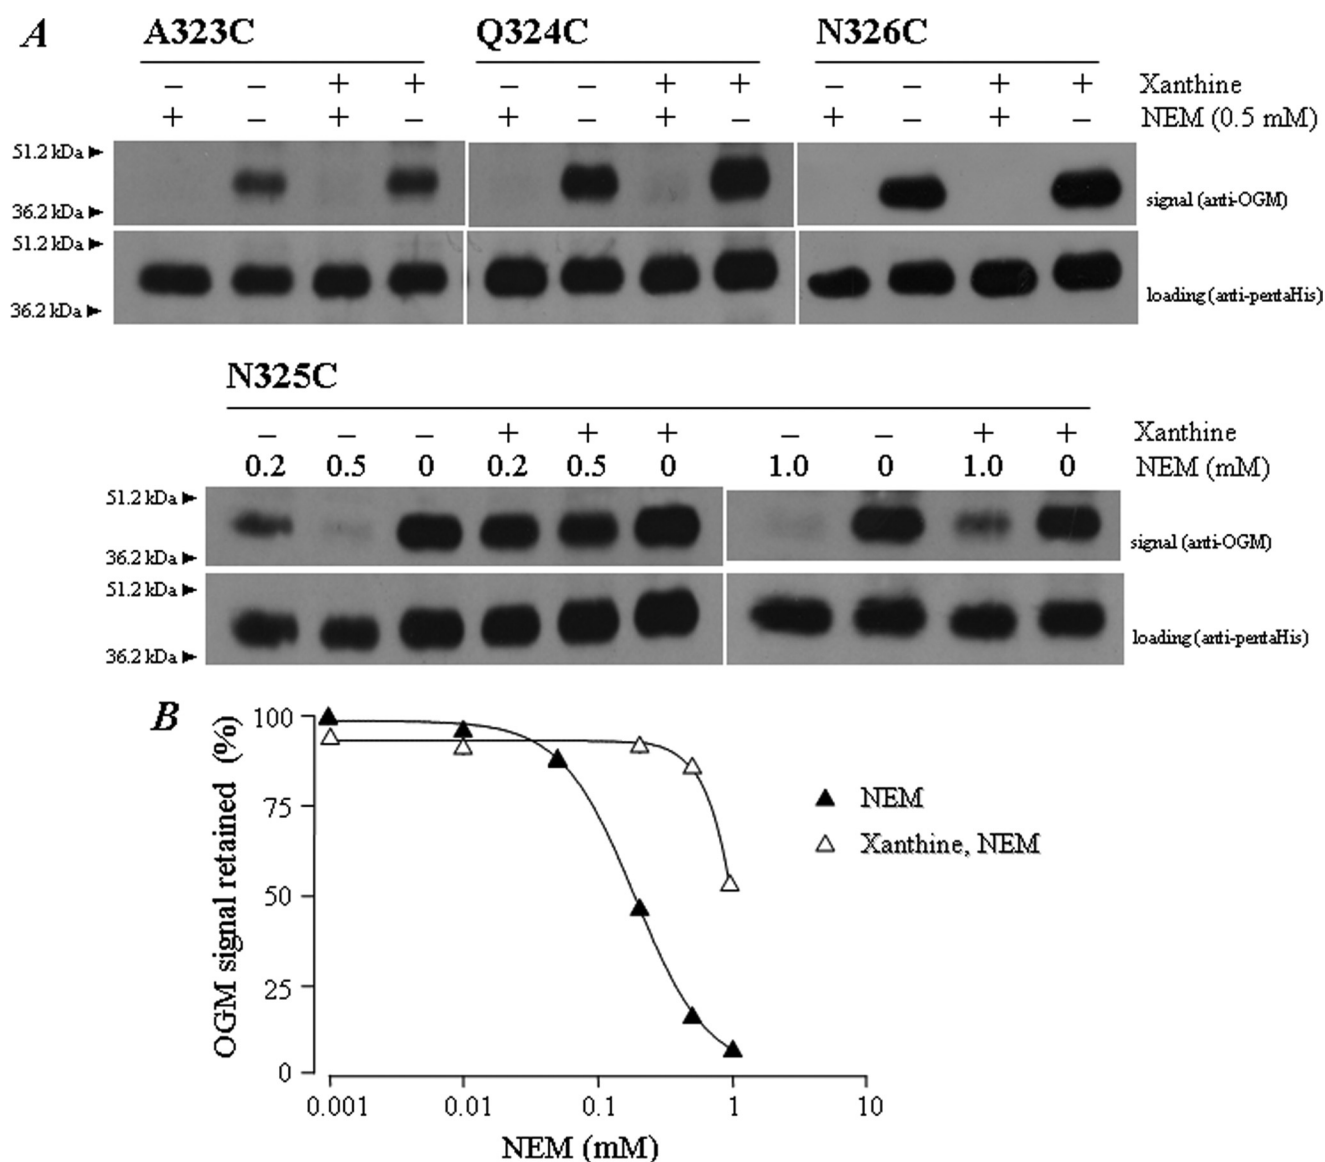 A
A323C Q324C N326C
– – + + – – + + – – + + Xanthine
+ – + – + – + – + – + – NEM (0.5 mM)
51.2 kDa
36.2 kDa
signal (anti-OGM)
51.2 kDa
36.2 kDa
loading (anti-pentaHis)
N325C
– – – + + + – – + + Xanthine
0.2 0.5 0 0.2 0.5 0 1.0 0 1.0 0 NEM (mM)
51.2 kDa
36.2 kDa
signal (anti-OGM)
51.2 kDa
36.2 kDa
loading (anti-pentaHis)
B
OGM signal retained (%)
100
75
50
25
0
0.001 0.01 0.1 1 10
NEM (mM)
NEM
Xanthine, NEM